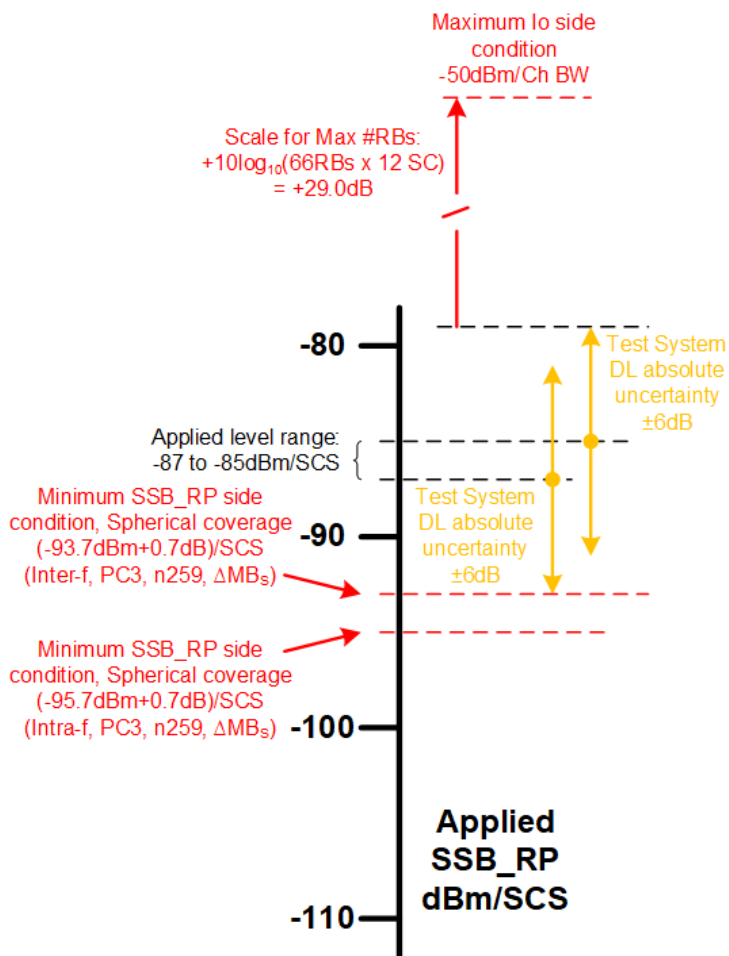 Maximum Io side
condition
-50dBm/Ch BW
Scale for Max #RBs:
+10log₁₀(66RBs x 12 SC)
= +29.0dB
-80
Test System
DL absolute
uncertainty
±6dB
Applied level range:
-87 to -85dBm/SCS
Minimum SSB_RP side
condition, Spherical coverage
(-93.7dBm+0.7dB)/SCS
(Inter-f, PC3, n259, ΔMBₛ)
-90
Test System
DL absolute
uncertainty
±6dB
Minimum SSB_RP side
condition, Spherical coverage
(-95.7dBm+0.7dB)/SCS
(Intra-f, PC3, n259, ΔMBₛ)
-100
Applied
SSB_RP
dBm/SCS
-110